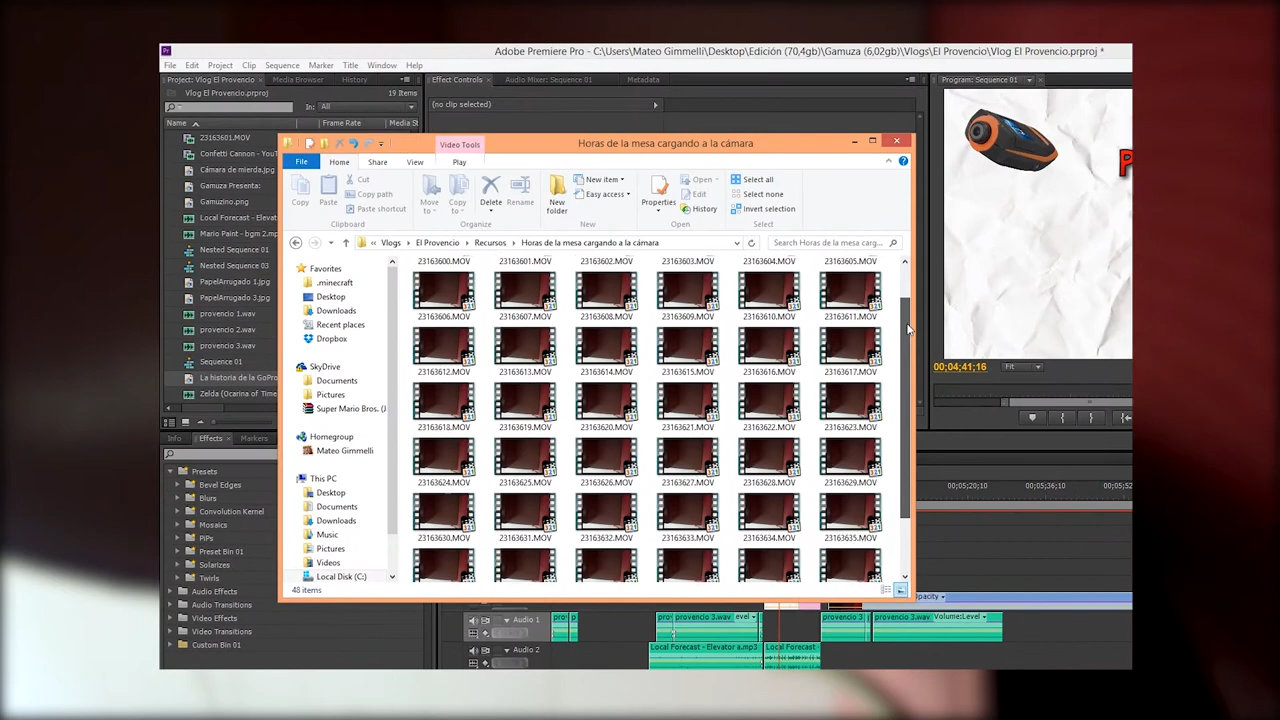 Adobe Premiere Pro - C:\Users\Mateo Gimmelli\Desktop\Edición (70,4gb)\Gamuza (6,02gb)\Vlogs\El Provencio\Vlog El Provencio.prproj *
File Edit Project Clip Sequence Marker Title Window Help
Project: Vlog El Provencio Media Browser History
Effect Controls Audio Mixer: Sequence 01 Metadata
Program: Sequence 01
Vlog El Provencio.prproj 19 Items
(no clip selected)
In: All
Name Frame Rate Media St
23163601.MOV
Confetti Cannon - YouT
Cámara de mierda.jpg
Gamuza Presenta:
Gamuzino.png
Local Forecast - Elevat
Mario Paint - bgm 2.mp
Nested Sequence 01
Nested Sequence 03
PapelArrugado 1.jpg
PapelArrugado 3.jpg
provencio 1.wav
provencio 2.wav
provencio 3.wav
Sequence 01
La historia de la GoPro
Zelda (Ocarina of Time
Info Effects Markers
Presets
Bevel Edges
Blurs
Convolution Kernel
Mosaics
PiPs
Preset Bin 01
Solarizes
Twirls
Audio Effects
Audio Transitions
Video Effects
Video Transitions
Custom Bin 01
Video Tools
Horas de la mesa cargando a la cámara
File Home Share View Play
Copy Paste
Cut
Copy path
Paste shortcut
Clipboard
Move to Copy to Delete Rename
Organize
New folder
New item
Easy access
New
Properties
Open
Edit
History
Open
Select all
Select none
Invert selection
Select
Vlogs El Provencio Recursos Horas de la mesa cargando a la cámara
Search Horas de la mesa carg...
Favorites
.minecraft
Desktop
Downloads
Recent places
Dropbox
SkyDrive
Documents
Pictures
Super Mario Bros. (J
Homegroup
Mateo Gimmelli
This PC
Desktop
Documents
Downloads
Music
Pictures
Videos
Local Disk (C:)
23163600.MOV 23163601.MOV 23163602.MOV 23163603.MOV 23163604.MOV 23163605.MOV
23163606.MOV 23163607.MOV 23163608.MOV 23163609.MOV 23163610.MOV 23163611.MOV
23163612.MOV 23163613.MOV 23163614.MOV 23163615.MOV 23163616.MOV 23163617.MOV
23163618.MOV 23163619.MOV 23163620.MOV 23163621.MOV 23163622.MOV 23163623.MOV
23163624.MOV 23163625.MOV 23163626.MOV 23163627.MOV 23163628.MOV 23163629.MOV
23163630.MOV 23163631.MOV 23163632.MOV 23163633.MOV 23163634.MOV 23163635.MOV
48 items
P
00;04;41;16 Fit
00;05;20;10 00;05;36;10 00;05;52
Opacity
Audio 1
prov p prov provencio 3.wav evel provencio 3 provencio 3.wav Volume:Level
Audio 2
Local Forecast - Elevator a.mp3 Local Forecast -